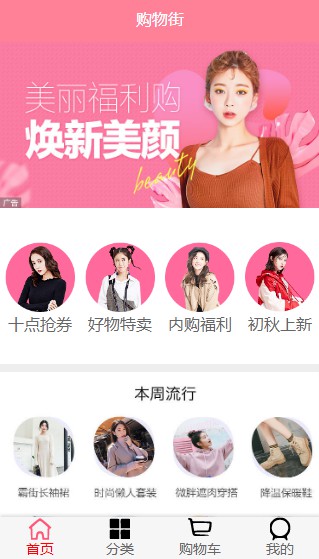 购物街
美丽福利购
焕新美颜
beauty
广告
十点抢券 好物特卖 内购福利 初秋上新
本周流行
霸街长袖裙 时尚懒人套装 微胖遮肉穿搭 降温保暖鞋
首页 分类 购物车 我的